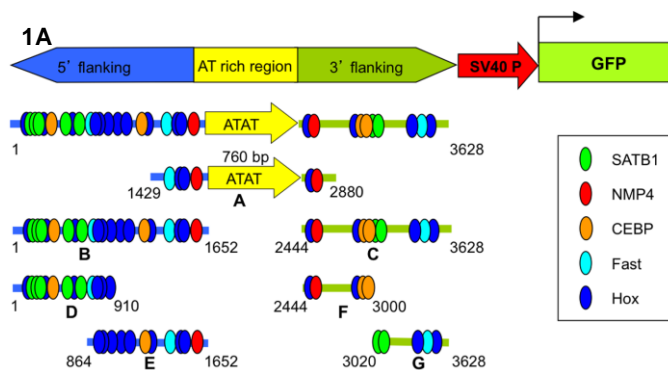 1A
5' flanking
AT rich region
3' flanking
SV40 P
GFP
ATAT
1
3628
760 bp
ATAT
1429
A
2880
SATB1
NMP4
CEBP
Fast
Hox
1
B
1652
2444
C
3628
1
D
910
2444
F
3000
864
E
1652
3020
G
3628